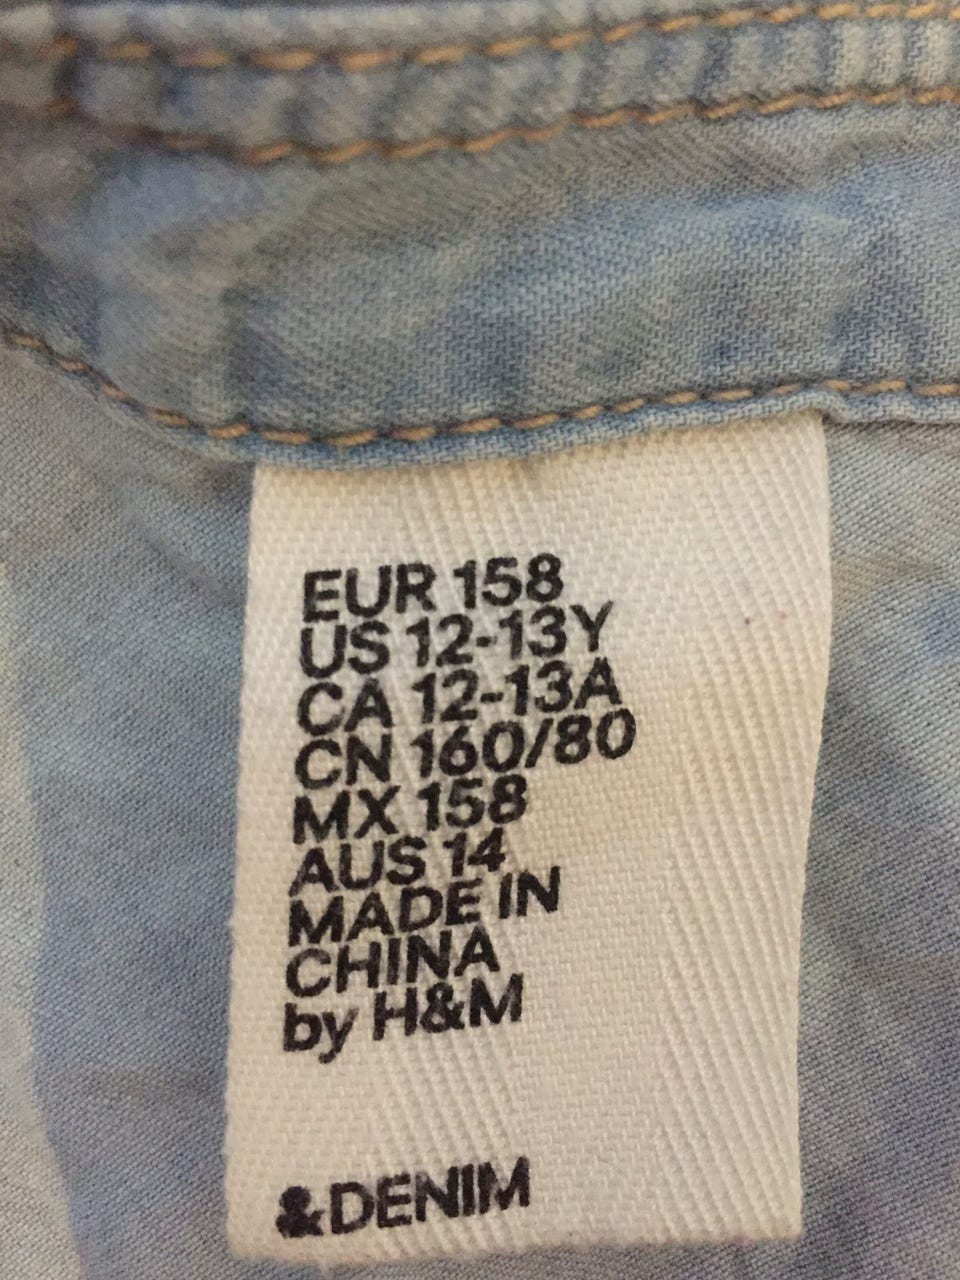 EUR 158
US 12-13Y
CA 12-13A
CN 160/80
MX 158
AUS 14
MADE IN
CHINA
by H&M
&DENIM